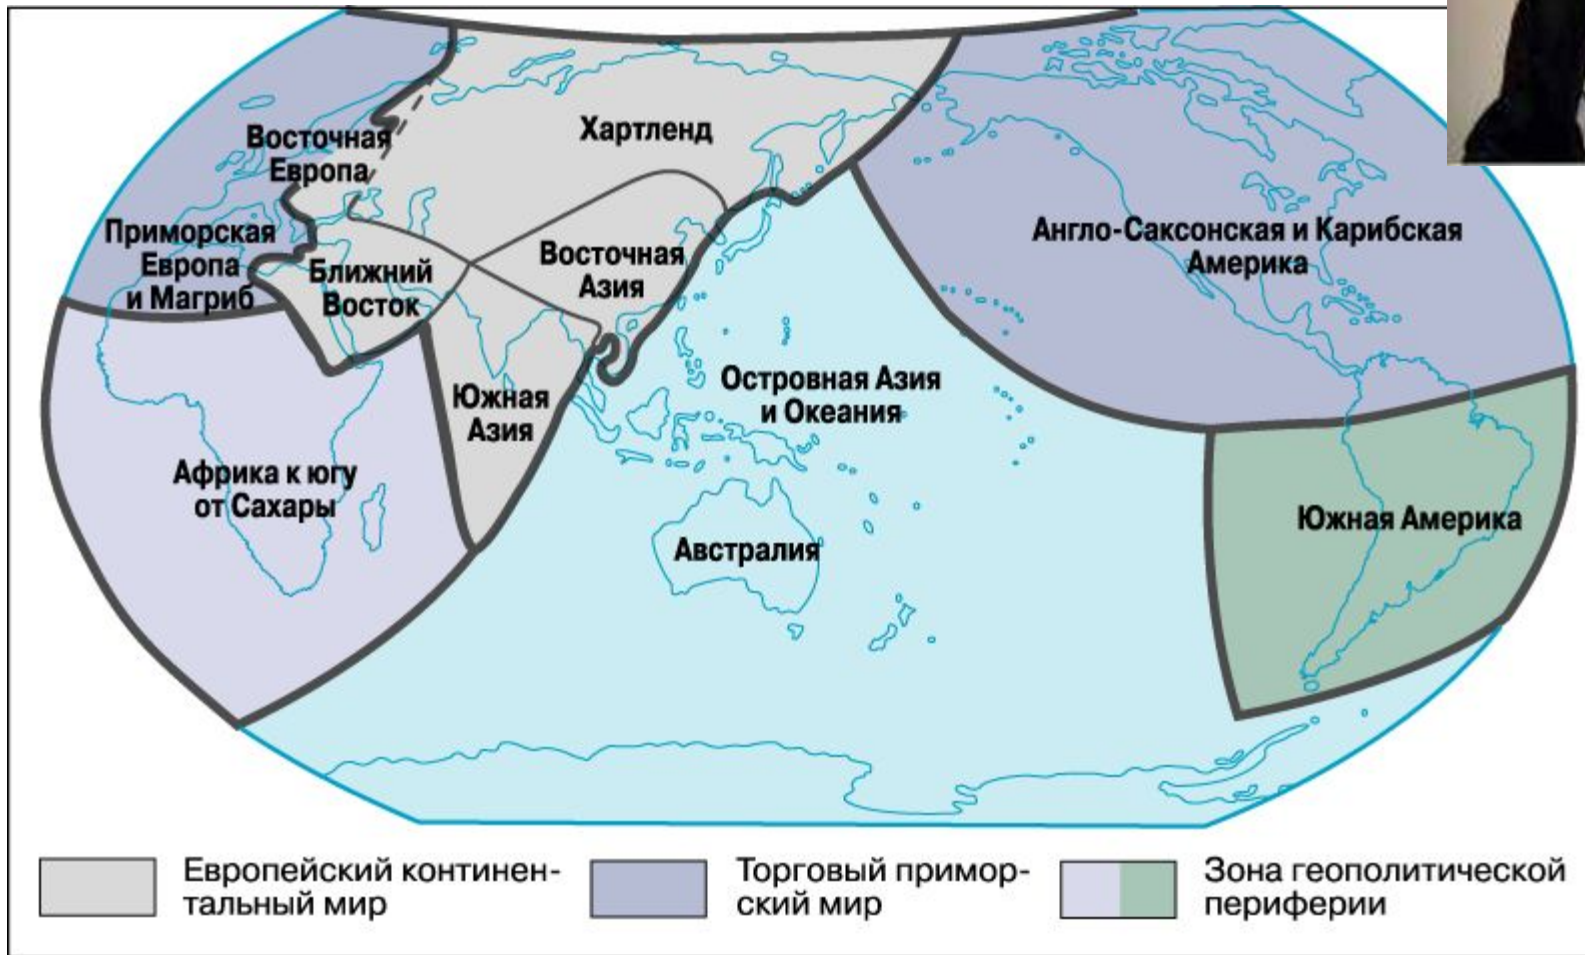 Хартленд
Восточная
Европа
Приморская
Европа
и Магриб
Ближний
Восток
Восточная
Азия
Южная
Азия
Англо-Саксонская и Карибская
Америка
Островная Азия
и Океания
Африка к югу
от Сахары
Австралия
Южная Америка
Европейский континен-
тальный мир
Торговый примор-
ский мир
Зона геополитической
периферии